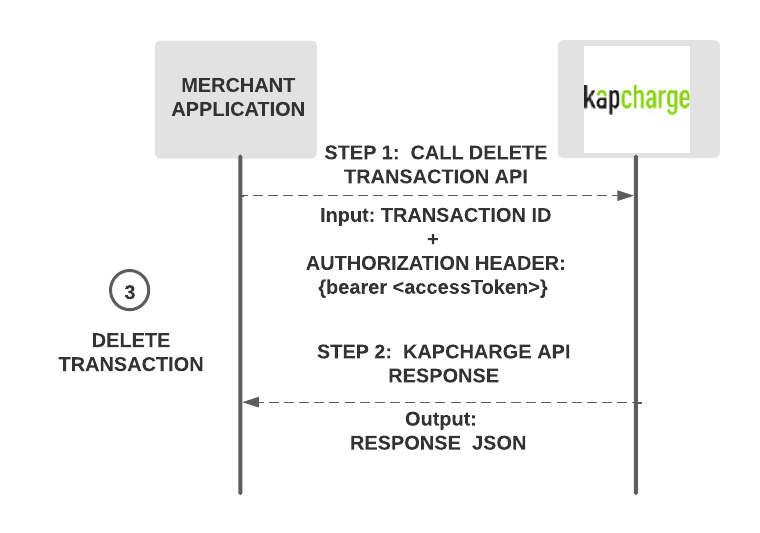 MERCHANT
APPLICATION
kapcharge
STEP 1:  CALL DELETE
TRANSACTION API
Input: TRANSACTION ID
+
AUTHORIZATION HEADER:
{bearer <accessToken>}
3
DELETE
TRANSACTION
STEP 2:  KAPCHARGE API
RESPONSE
Output:
RESPONSE  JSON